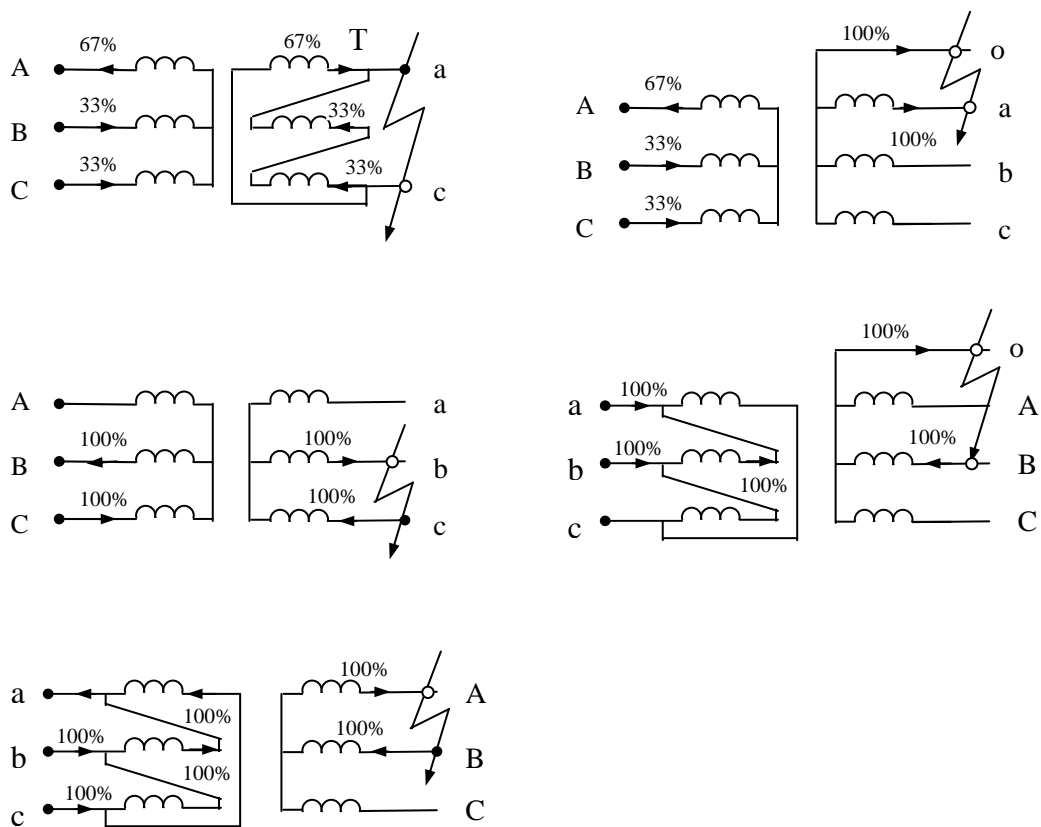 67% 67% T
A a
33% 33%
B
33% 33%
C c
100% o
67%
A a
33% 100%
B b
33%
C c
A a
100% 100%
B b
100% 100%
C c
100% o
100%
a A
100%
b 100% 100% B
c C
100%
a 100% A
b 100% B
100%
c 100% C